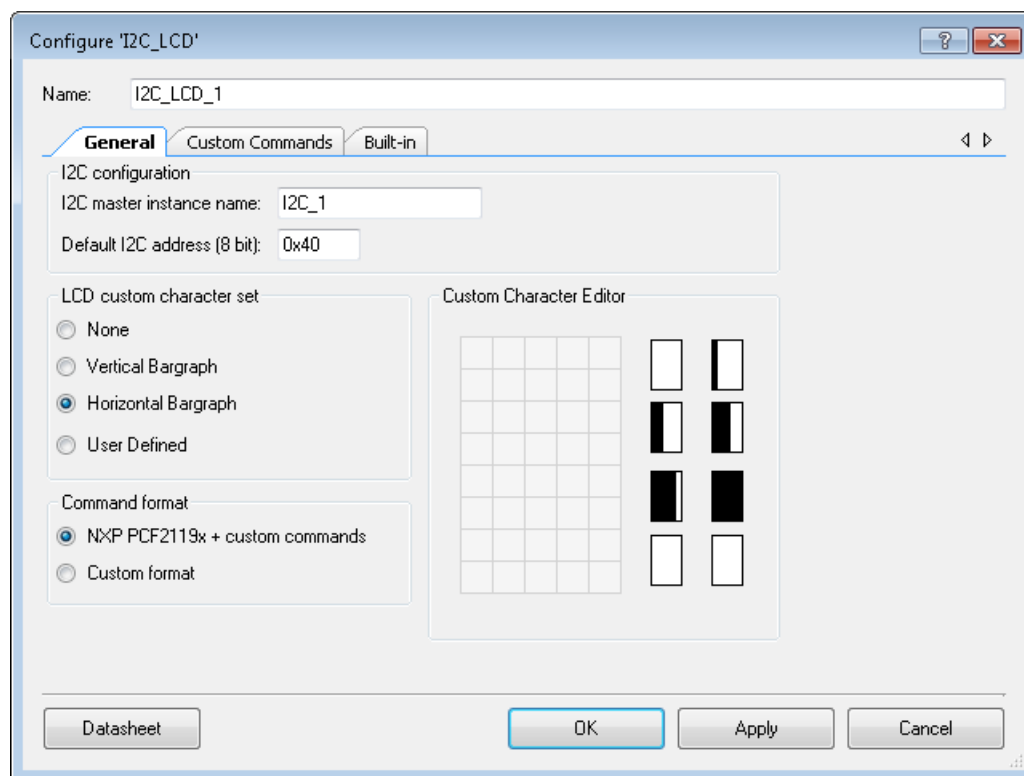 Configure 'I2C_LCD'
Name: I2C_LCD_1
General Custom Commands Built-in
I2C configuration
I2C master instance name: I2C_1
Default I2C address (8 bit): 0x40
LCD custom character set
None
Vertical Bargraph
Horizontal Bargraph
User Defined
Custom Character Editor
Command format
NXP PCF2119x + custom commands
Custom format
Datasheet OK Apply Cancel